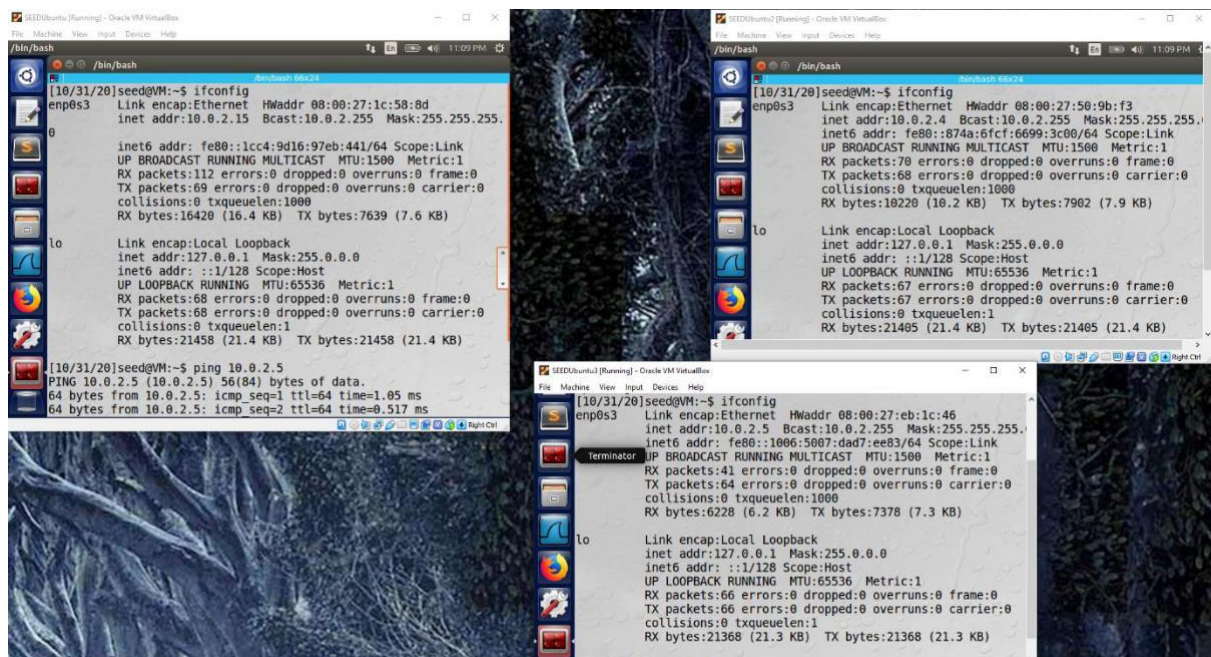 SEEDUbuntu [Running] - Oracle VM VirtualBox
File Machine View Input Devices Help
/bin/bash
En
11:09 PM
/bin/bash
/bin/bash 66x24
[10/31/20]seed@VM:~$ ifconfig
enp0s3 Link encap:Ethernet HWaddr 08:00:27:1c:58:8d
inet addr:10.0.2.15 Bcast:10.0.2.255 Mask:255.255.255.
0
inet6 addr: fe80::1cc4:9d16:97eb:441/64 Scope:Link
UP BROADCAST RUNNING MULTICAST MTU:1500 Metric:1
RX packets:112 errors:0 dropped:0 overruns:0 frame:0
TX packets:69 errors:0 dropped:0 overruns:0 carrier:0
collisions:0 txqueuelen:1000
RX bytes:16420 (16.4 KB) TX bytes:7639 (7.6 KB)
lo Link encap:Local Loopback
inet addr:127.0.0.1 Mask:255.0.0.0
inet6 addr: ::1/128 Scope:Host
UP LOOPBACK RUNNING MTU:65536 Metric:1
RX packets:68 errors:0 dropped:0 overruns:0 frame:0
TX packets:68 errors:0 dropped:0 overruns:0 carrier:0
collisions:0 txqueuelen:1
RX bytes:21458 (21.4 KB) TX bytes:21458 (21.4 KB)
[10/31/20]seed@VM:~$ ping 10.0.2.5
PING 10.0.2.5 (10.0.2.5) 56(84) bytes of data.
64 bytes from 10.0.2.5: icmp_seq=1 ttl=64 time=1.05 ms
64 bytes from 10.0.2.5: icmp_seq=2 ttl=64 time=0.517 ms
Right Ctrl
SEEDUbuntu2 [Running] - Oracle VM VirtualBox
File Machine View Input Devices Help
/bin/bash
En
11:09 PM
/bin/bash
/bin/bash 66x24
[10/31/20]seed@VM:~$ ifconfig
enp0s3 Link encap:Ethernet HWaddr 08:00:27:50:9b:f3
inet addr:10.0.2.4 Bcast:10.0.2.255 Mask:255.255.255.
inet6 addr: fe80::874a:6fcf:6699:3c00/64 Scope:Link
UP BROADCAST RUNNING MULTICAST MTU:1500 Metric:1
RX packets:70 errors:0 dropped:0 overruns:0 frame:0
TX packets:68 errors:0 dropped:0 overruns:0 carrier:0
collisions:0 txqueuelen:1000
RX bytes:10220 (10.2 KB) TX bytes:7902 (7.9 KB)
lo Link encap:Local Loopback
inet addr:127.0.0.1 Mask:255.0.0.0
inet6 addr: ::1/128 Scope:Host
UP LOOPBACK RUNNING MTU:65536 Metric:1
RX packets:67 errors:0 dropped:0 overruns:0 frame:0
TX packets:67 errors:0 dropped:0 overruns:0 carrier:0
collisions:0 txqueuelen:1
RX bytes:21405 (21.4 KB) TX bytes:21405 (21.4 KB)
Right Ctrl
SEEDUbuntu3 [Running] - Oracle VM VirtualBox
File Machine View Input Devices Help
[10/31/20]seed@VM:~$ ifconfig
enp0s3 Link encap:Ethernet HWaddr 08:00:27:eb:1c:46
inet addr:10.0.2.5 Bcast:10.0.2.255 Mask:255.255.255.
inet6 addr: fe80::1006:5007:dad7:ee83/64 Scope:Link
Terminator UP BROADCAST RUNNING MULTICAST MTU:1500 Metric:1
RX packets:41 errors:0 dropped:0 overruns:0 frame:0
TX packets:64 errors:0 dropped:0 overruns:0 carrier:0
collisions:0 txqueuelen:1000
RX bytes:6228 (6.2 KB) TX bytes:7378 (7.3 KB)
lo Link encap:Local Loopback
inet addr:127.0.0.1 Mask:255.0.0.0
inet6 addr: ::1/128 Scope:Host
UP LOOPBACK RUNNING MTU:65536 Metric:1
RX packets:66 errors:0 dropped:0 overruns:0 frame:0
TX packets:66 errors:0 dropped:0 overruns:0 carrier:0
collisions:0 txqueuelen:1
RX bytes:21368 (21.3 KB) TX bytes:21368 (21.3 KB)